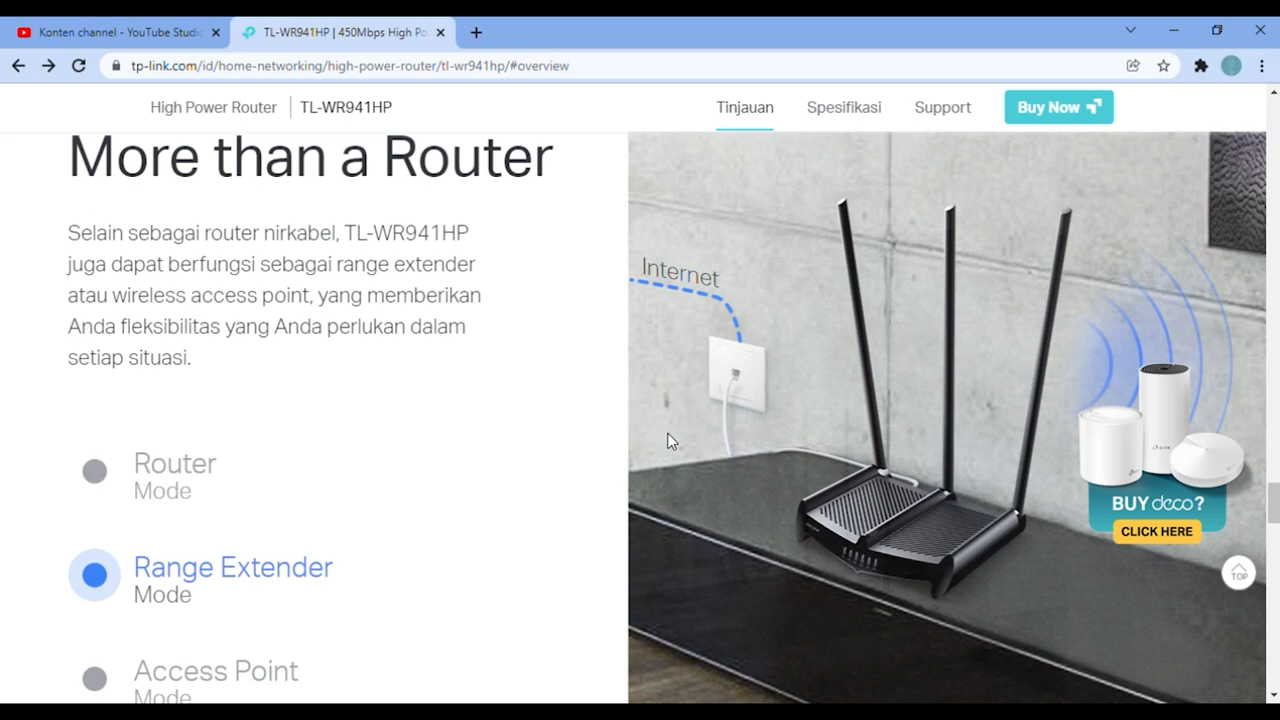 Konten channel - YouTube Studio
TL-WR941HP | 450Mbps High Po
tp-link.com/id/home-networking/high-power-router/tl-wr941hp/#overview
High Power Router
TL-WR941HP
Tinjauan
Spesifikasi
Support
Buy Now
More than a Router
Selain sebagai router nirkabel, TL-WR941HP
juga dapat berfungsi sebagai range extender
atau wireless access point, yang memberikan
Anda fleksibilitas yang Anda perlukan dalam
setiap situasi.
Router
Mode
Range Extender
Mode
Access Point
Mode
Internet
BUY deco?
CLICK HERE
TOP